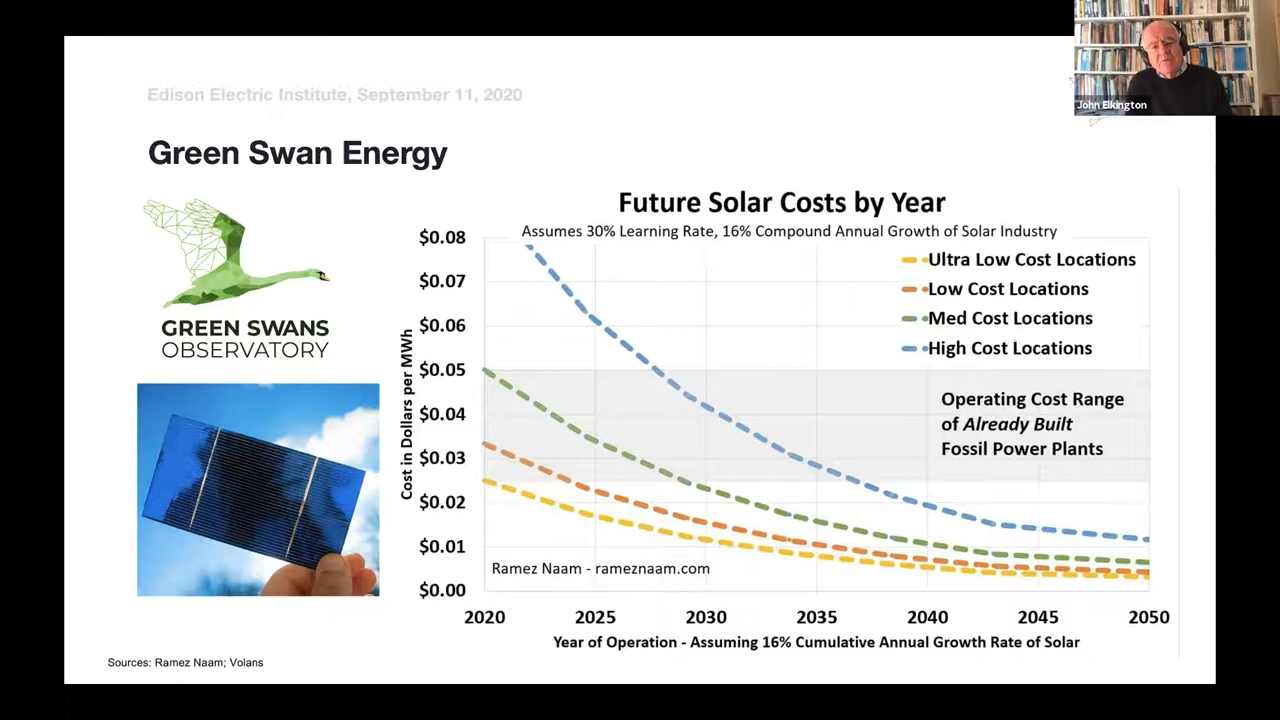 John Elkington
Edison Electric Institute, September 11, 2020
Green Swan Energy
GREEN SWANS
OBSERVATORY
Future Solar Costs by Year
Assumes 30% Learning Rate, 16% Compound Annual Growth of Solar Industry
Ultra Low Cost Locations
Low Cost Locations
Med Cost Locations
High Cost Locations
Operating Cost Range
of Already Built
Fossil Power Plants
Cost in Dollars per MWh
$0.08
$0.07
$0.06
$0.05
$0.04
$0.03
$0.02
$0.01
$0.00
Ramez Naam - rameznaam.com
2020 2025 2030 2035 2040 2045 2050
Year of Operation - Assuming 16% Cumulative Annual Growth Rate of Solar
Sources: Ramez Naam; Volans